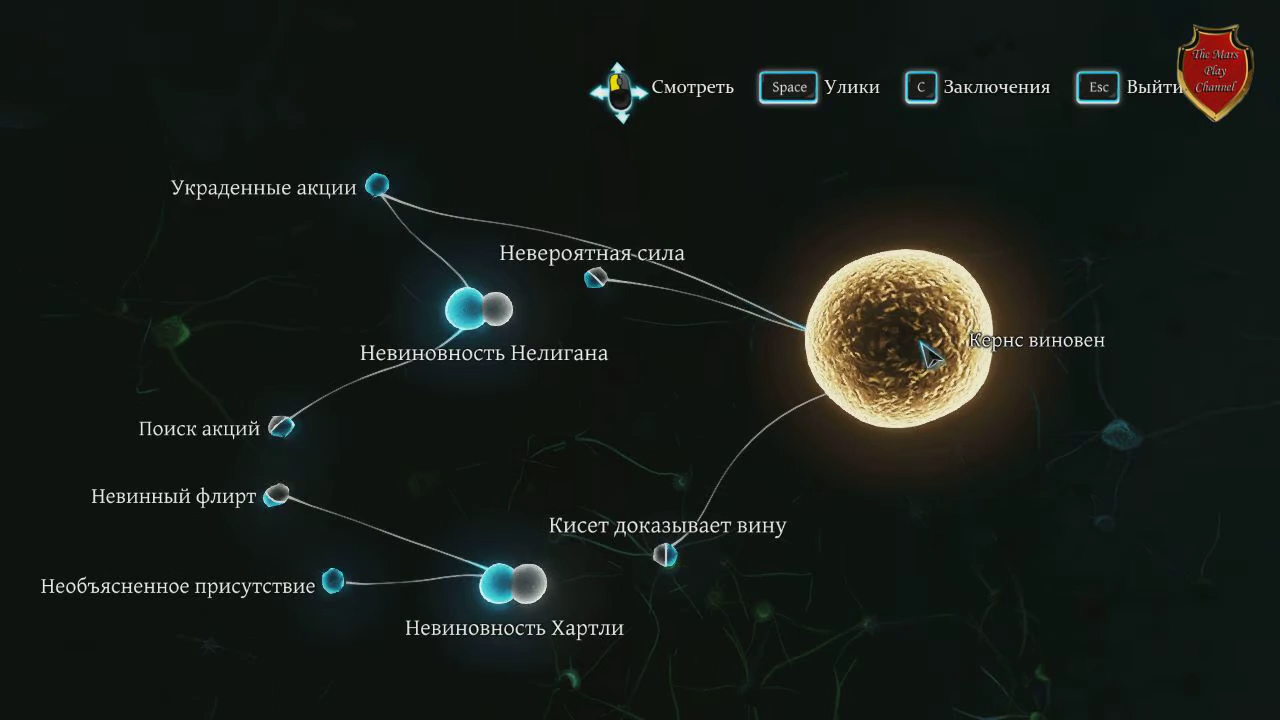 The Mars
Play
Channel
Смотреть
Space
Улики
C
Заключения
Esc
Выйти
Украденные акции
Невероятная сила
Кернс виновен
Невиновность Нелигана
Поиск акций
Невинный флирт
Кисет доказывает вину
Необъясненное присутствие
Невиновность Хартли